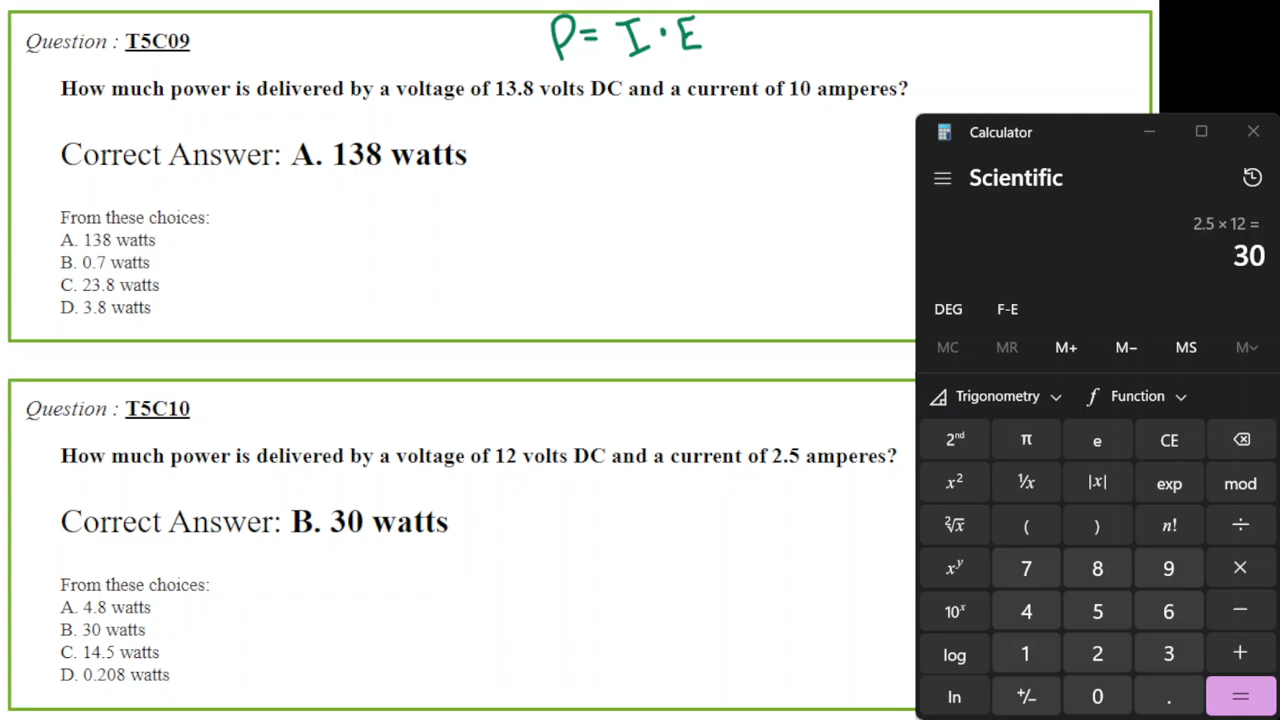 P = I · E
Question : T5C09
How much power is delivered by a voltage of 13.8 volts DC and a current of 10 amperes?
Correct Answer: A. 138 watts
From these choices:
A. 138 watts
B. 0.7 watts
C. 23.8 watts
D. 3.8 watts
Question : T5C10
How much power is delivered by a voltage of 12 volts DC and a current of 2.5 amperes?
Correct Answer: B. 30 watts
From these choices:
A. 4.8 watts
B. 30 watts
C. 14.5 watts
D. 0.208 watts
Calculator
Scientific
2.5 × 12 =
30
DEG F-E
MC MR M+ M− MS M
Trigonometry f Function
2nd π e CE
x² ¹/x |x| exp mod
²√x ( ) n! ÷
xʸ 7 8 9 ×
10ˣ 4 5 6 −
log 1 2 3 +
ln +/− 0 . =